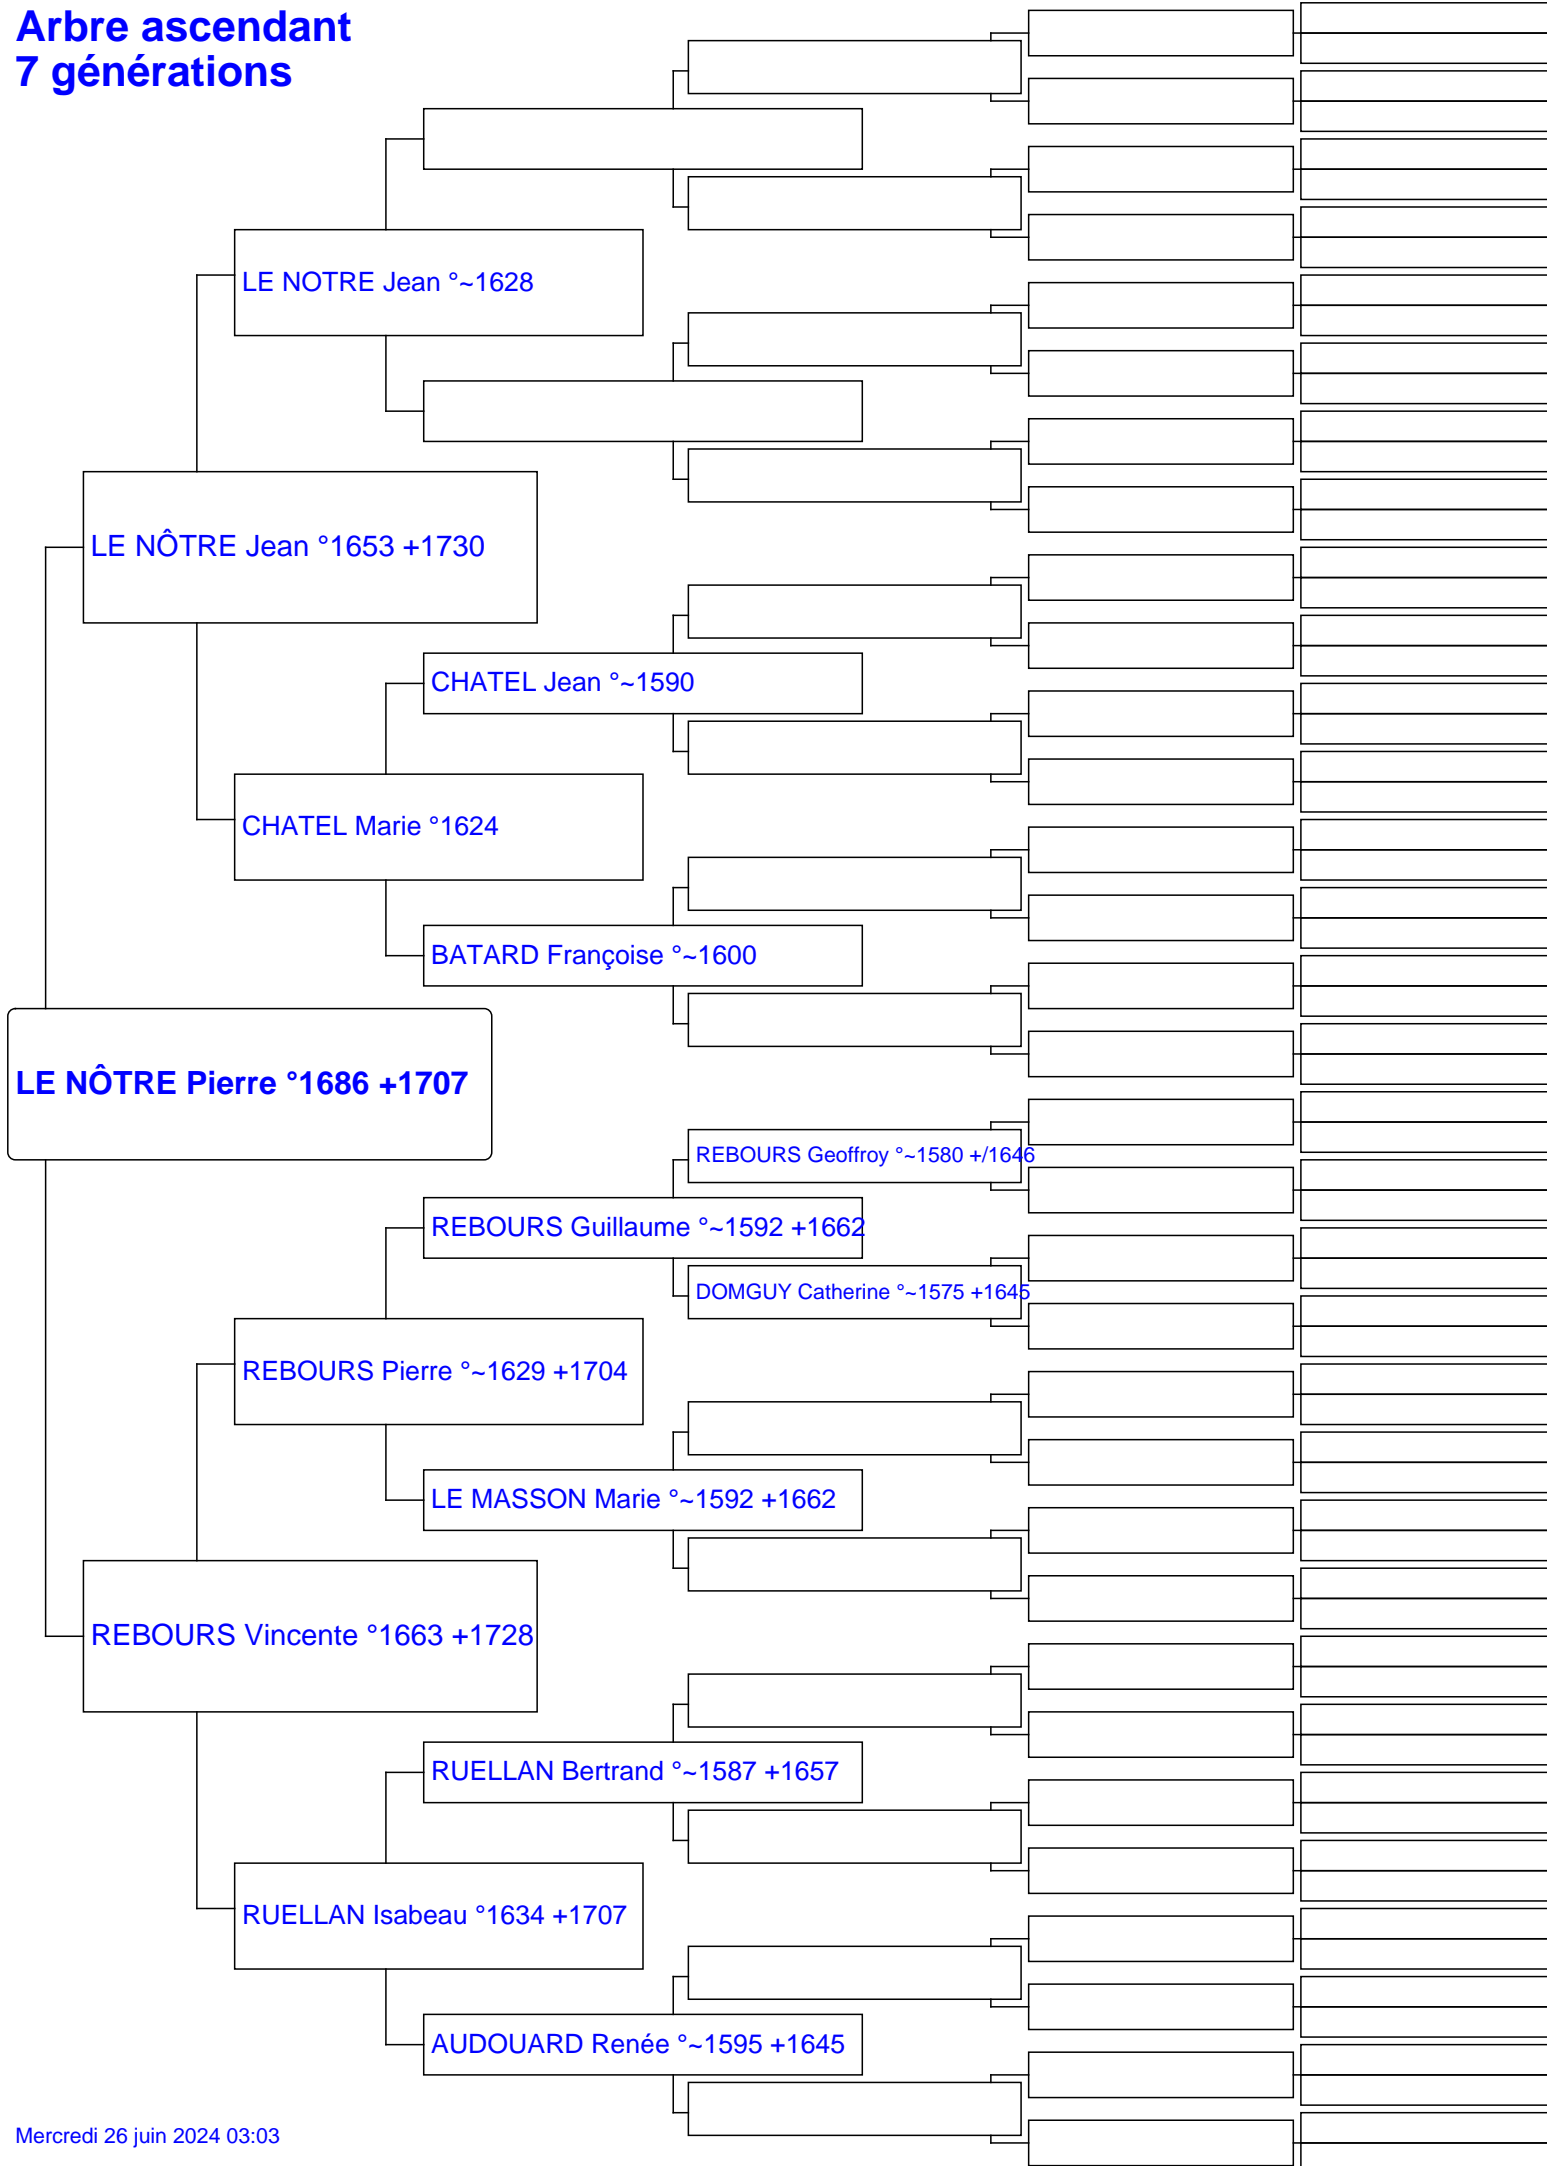 Arbre ascendant
7 générations
LE NOTRE Jean °~1628
LE NÔTRE Jean °1653 +1730
CHATEL Jean °~1590
CHATEL Marie °1624
BATARD Françoise °~1600
LE NÔTRE Pierre °1686 +1707
REBOURS Geoffroy °~1580 +/1646
REBOURS Guillaume °~1592 +1662
DOMGUY Catherine °~1575 +1645
REBOURS Pierre °~1629 +1704
LE MASSON Marie °~1592 +1662
REBOURS Vincente °1663 +1728
RUELLAN Bertrand °~1587 +1657
RUELLAN Isabeau °1634 +1707
AUDOUARD Renée °~1595 +1645
Mercredi 26 juin 2024 03:03